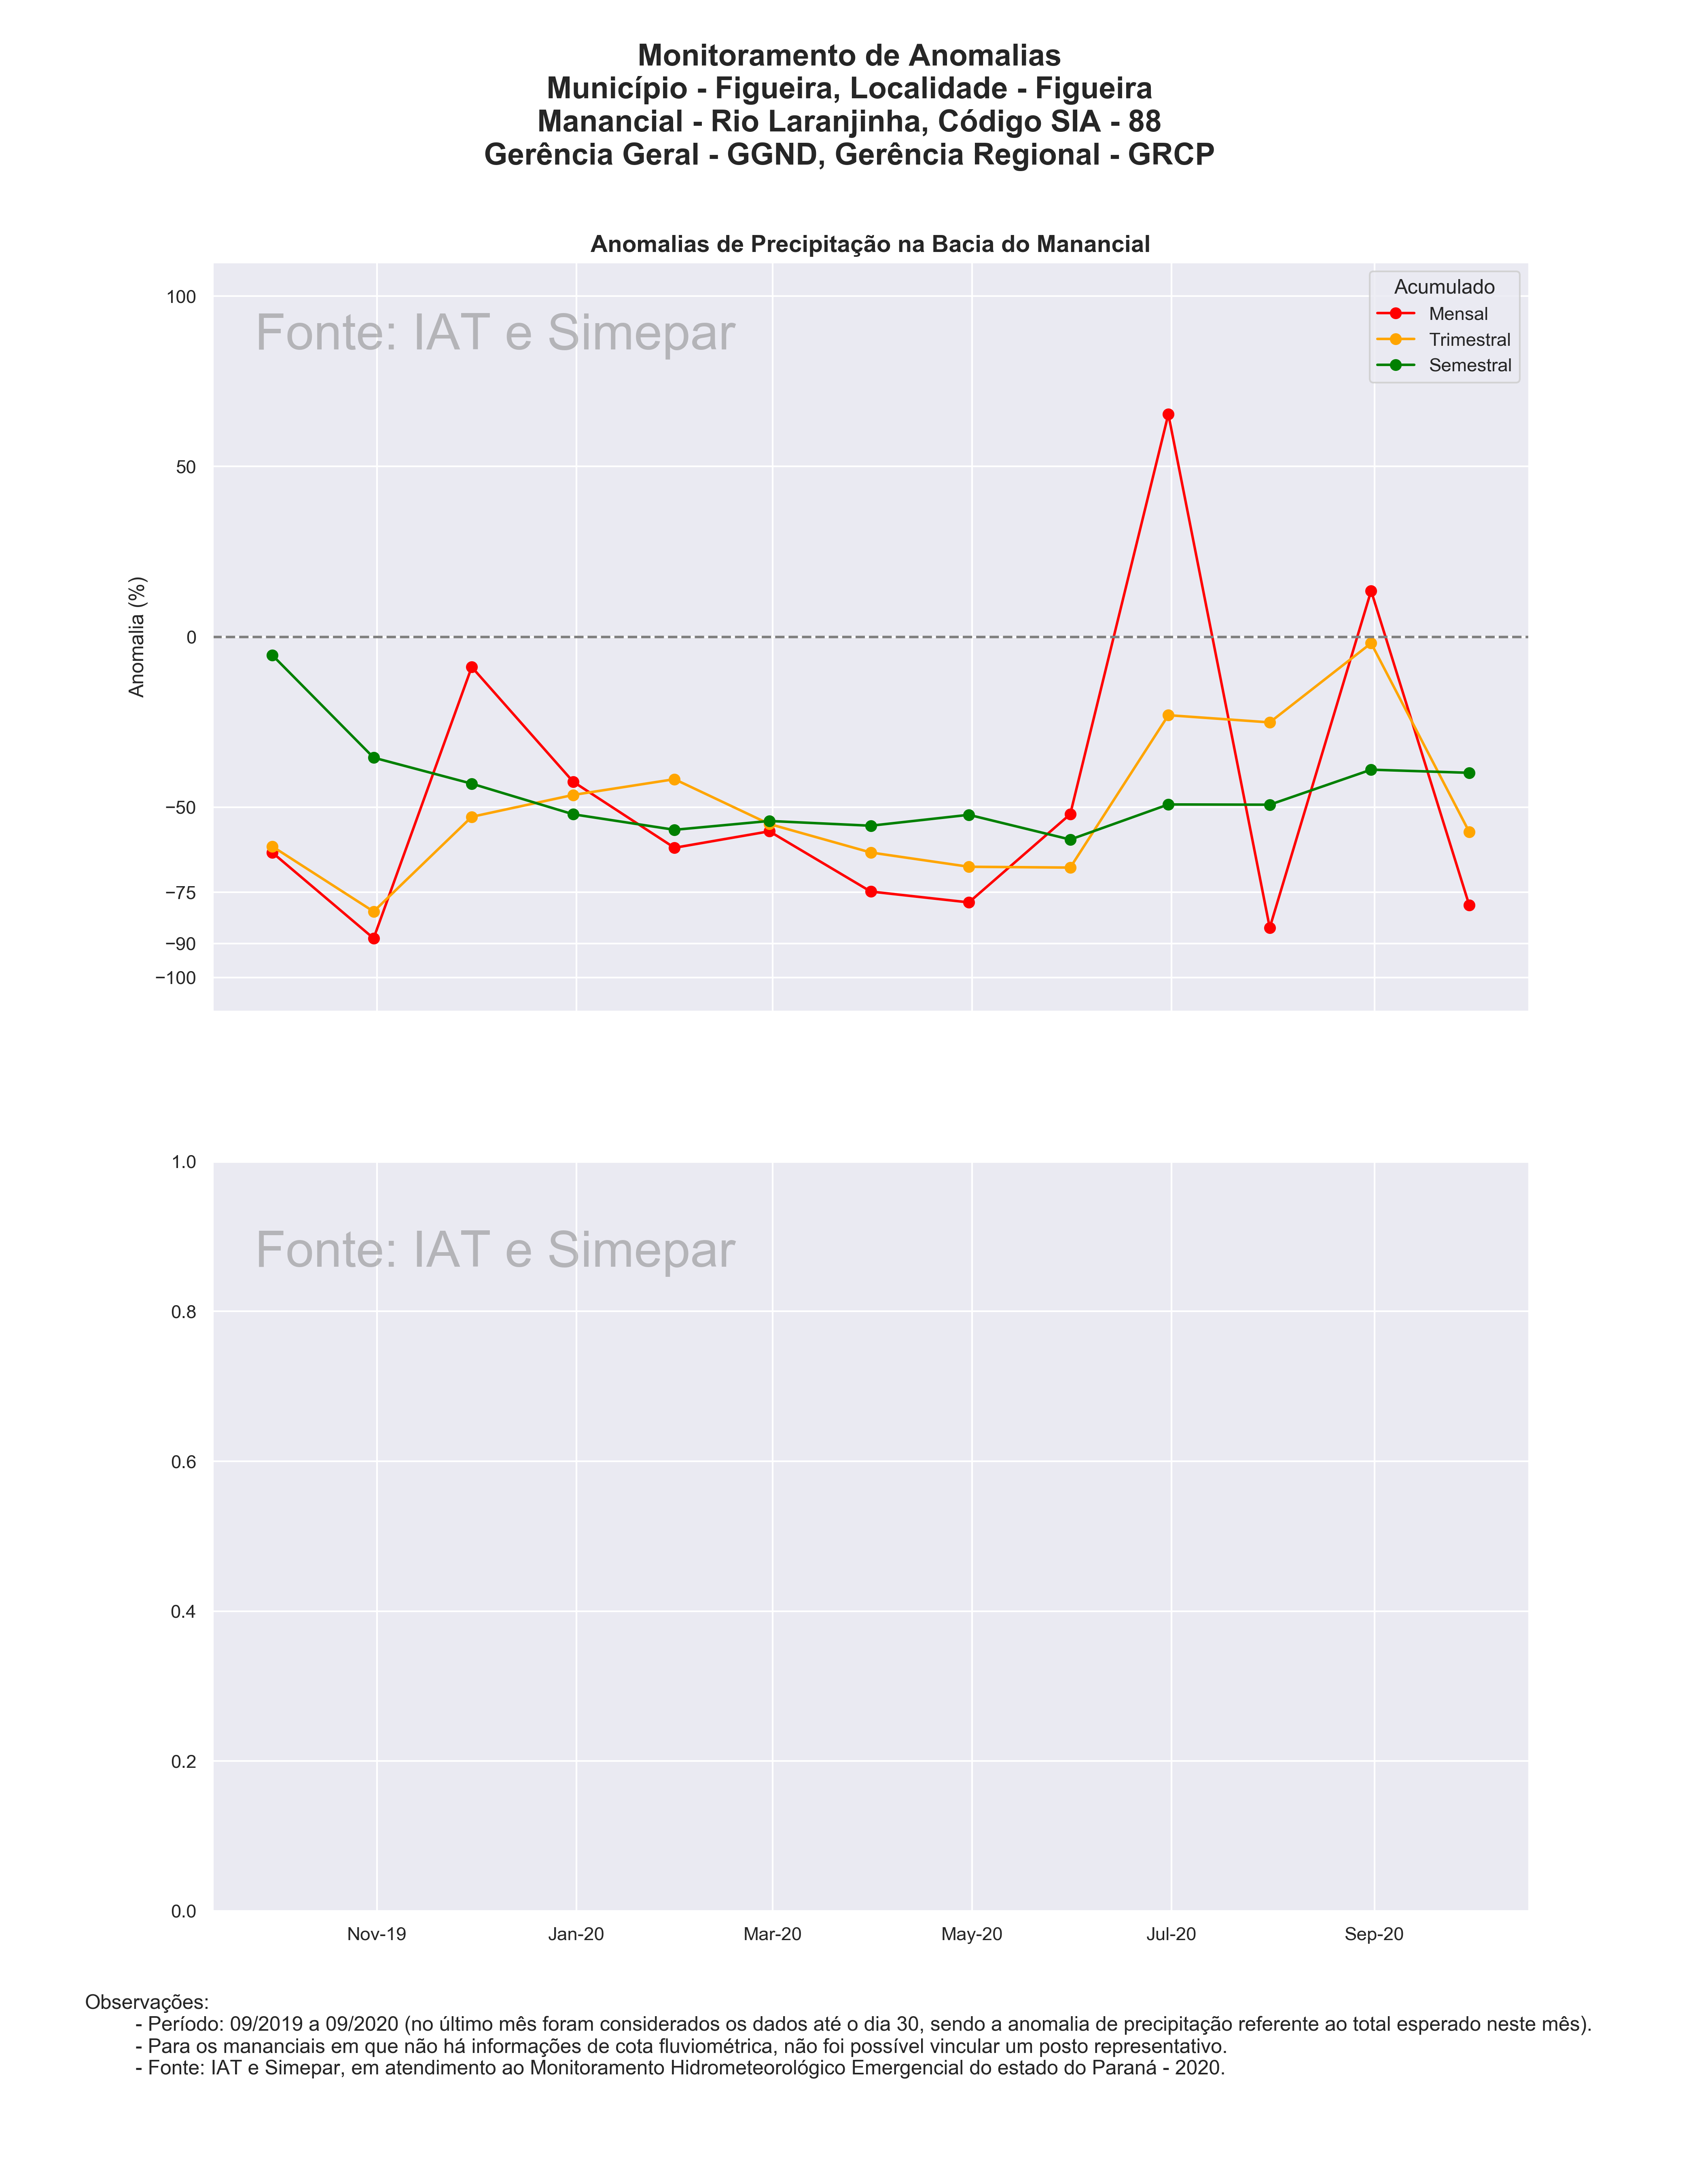 Monitoramento de Anomalias
Município - Figueira, Localidade - Figueira
Manancial - Rio Laranjinha, Código SIA - 88
Gerência Geral - GGND, Gerência Regional - GRCP
Anomalias de Precipitação na Bacia do Manancial
Fonte: IAT e Simepar
Acumulado
Mensal
Trimestral
Semestral
Anomalia (%)
100
50
0
−50
−75
−90
−100
Fonte: IAT e Simepar
1.0
0.8
0.6
0.4
0.2
0.0
Nov-19 Jan-20 Mar-20 May-20 Jul-20 Sep-20
Observações:
- Período: 09/2019 a 09/2020 (no último mês foram considerados os dados até o dia 30, sendo a anomalia de precipitação referente ao total esperado neste mês).
- Para os mananciais em que não há informações de cota fluviométrica, não foi possível vincular um posto representativo.
- Fonte: IAT e Simepar, em atendimento ao Monitoramento Hidrometeorológico Emergencial do estado do Paraná - 2020.